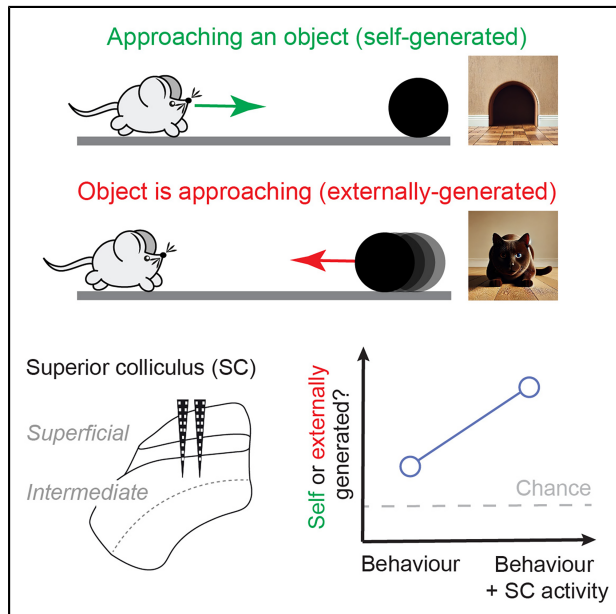 Approaching an object (self-generated)
Object is approaching (externally-generated)
Superior colliculus (SC)
Superficial
Intermediate
Self or externally
generated?
Chance
Behaviour
Behaviour
+ SC activity